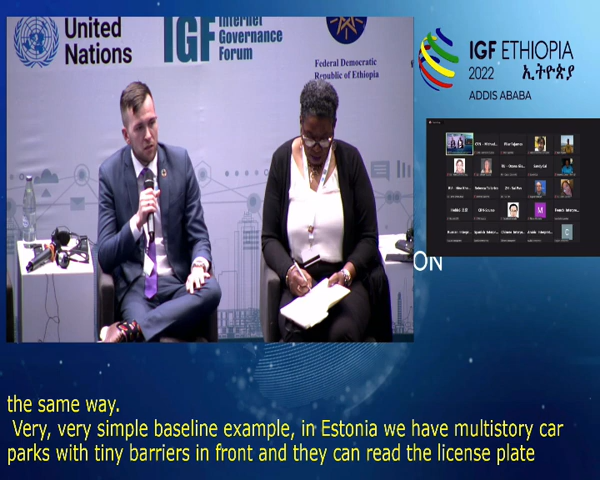 United
Nations
IGF
Internet
Governance
Forum
Federal Democratic
Republic of Ethiopia
IGF ETHIOPIA
2022 ኢትዮጵያ
ADDIS ABABA
ON
M
C
the same way.
Very, very simple baseline example, in Estonia we have multistory car
parks with tiny barriers in front and they can read the license plate